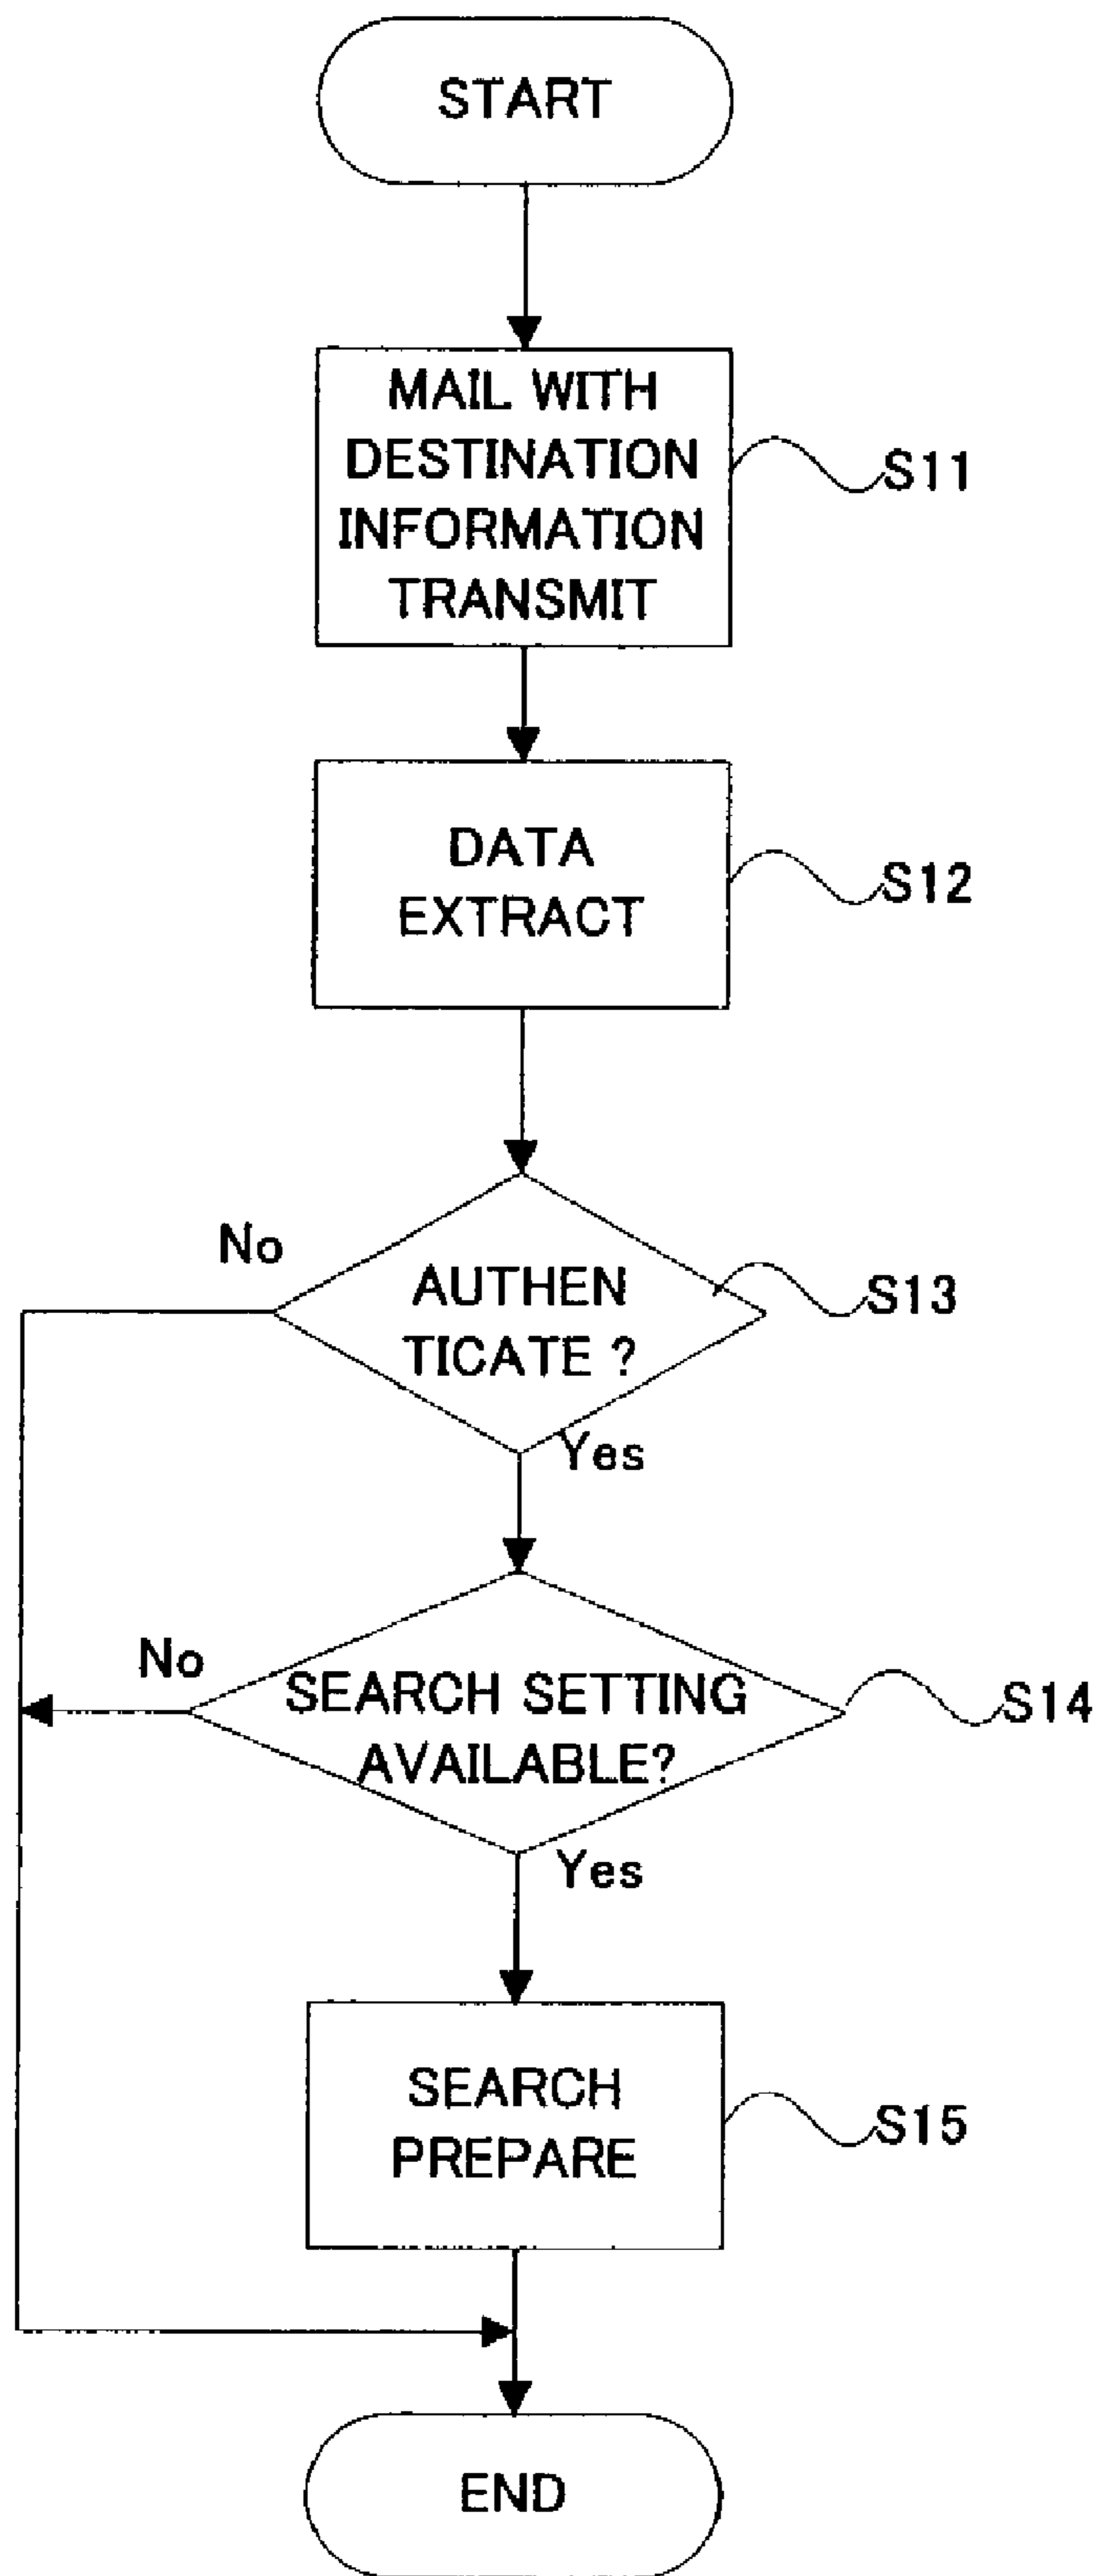 START
MAIL WITH
DESTINATION
INFORMATION
TRANSMIT
S11
DATA
EXTRACT
S12
No
AUTHEN
TICATE ?
S13
Yes
No
SEARCH SETTING
AVAILABLE?
S14
Yes
SEARCH
PREPARE
S15
END